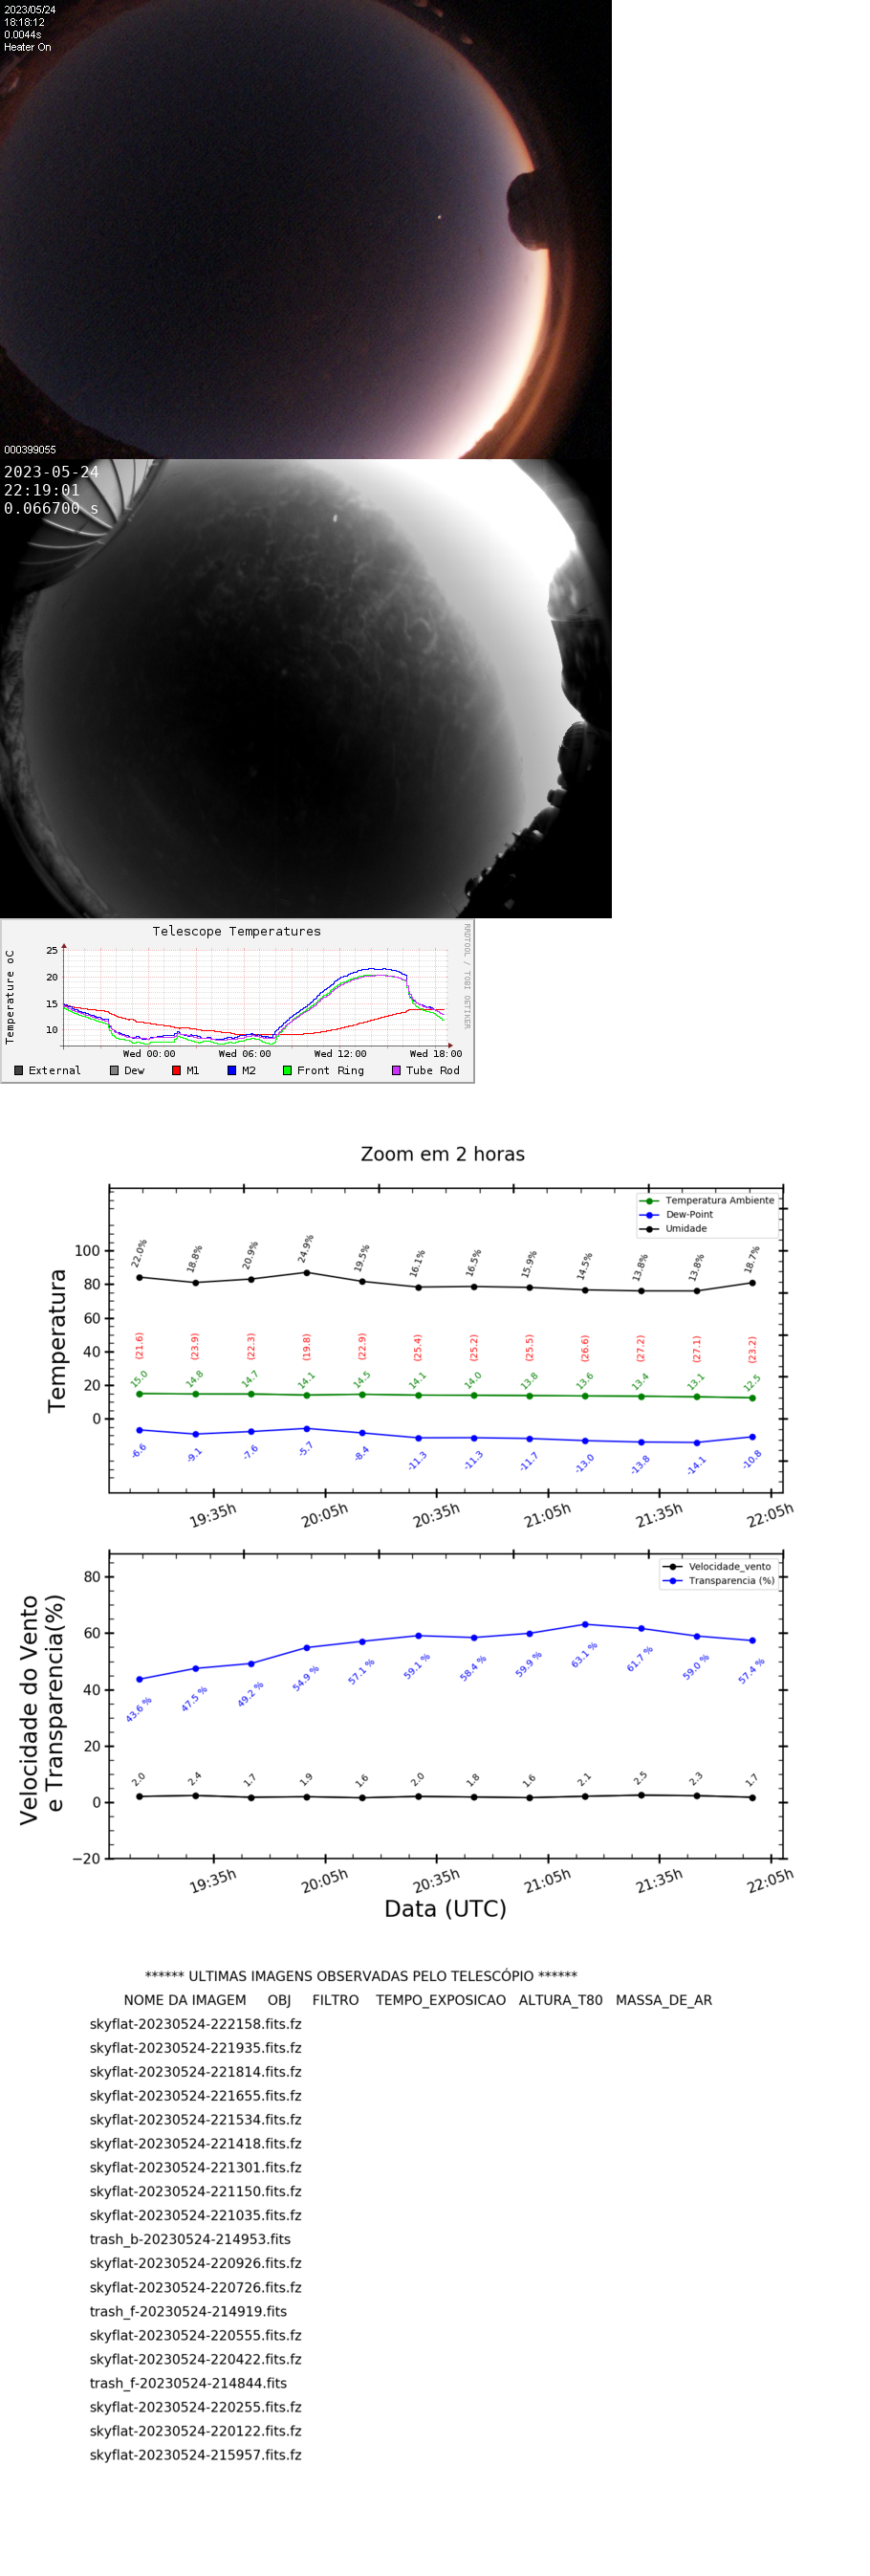 2023/05/24
18:18:12
0.0044s
Heater On
000399055
2023-05-24
22:19:01
0.066700 s
Telescope Temperatures
RRDTOOL / TOBI OETIKER
Temperature oC
25
20
15
10
Wed 00:00 Wed 06:00 Wed 12:00 Wed 18:00
External Dew M1 M2 Front Ring Tube Rod
Zoom em 2 horas
Temperatura Ambiente
Dew-Point
Umidade
Temperatura
100
80
60
40
20
0
22.0% 18.8% 20.9% 24.9% 19.5% 16.1% 16.5% 15.9% 14.5% 13.8% 13.8% 18.7%
(21.6) (23.9) (22.3) (19.8) (22.9) (25.4) (25.2) (25.5) (26.6) (27.2) (27.1) (23.2)
15.0 14.8 14.7 14.1 14.5 14.1 14.0 13.8 13.6 13.4 13.1 12.5
-6.6 -9.1 -7.6 -5.7 -8.4 -11.3 -11.3 -11.7 -13.0 -13.8 -14.1 -10.8
19:35h 20:05h 20:35h 21:05h 21:35h 22:05h
Velocidade_vento
Transparencia (%)
Velocidade do Vento
e Transparencia(%)
80
60
40
20
0
−20
43.6 % 47.5 % 49.2 % 54.9 % 57.1 % 59.1 % 58.4 % 59.9 % 63.1 % 61.7 % 59.0 % 57.4 %
2.0 2.4 1.7 1.9 1.6 2.0 1.8 1.6 2.1 2.5 2.3 1.7
19:35h 20:05h 20:35h 21:05h 21:35h 22:05h
Data (UTC)
****** ULTIMAS IMAGENS OBSERVADAS PELO TELESCÓPIO ******
NOME DA IMAGEM OBJ FILTRO TEMPO_EXPOSICAO ALTURA_T80 MASSA_DE_AR
skyflat-20230524-222158.fits.fz
skyflat-20230524-221935.fits.fz
skyflat-20230524-221814.fits.fz
skyflat-20230524-221655.fits.fz
skyflat-20230524-221534.fits.fz
skyflat-20230524-221418.fits.fz
skyflat-20230524-221301.fits.fz
skyflat-20230524-221150.fits.fz
skyflat-20230524-221035.fits.fz
trash_b-20230524-214953.fits
skyflat-20230524-220926.fits.fz
skyflat-20230524-220726.fits.fz
trash_f-20230524-214919.fits
skyflat-20230524-220555.fits.fz
skyflat-20230524-220422.fits.fz
trash_f-20230524-214844.fits
skyflat-20230524-220255.fits.fz
skyflat-20230524-220122.fits.fz
skyflat-20230524-215957.fits.fz